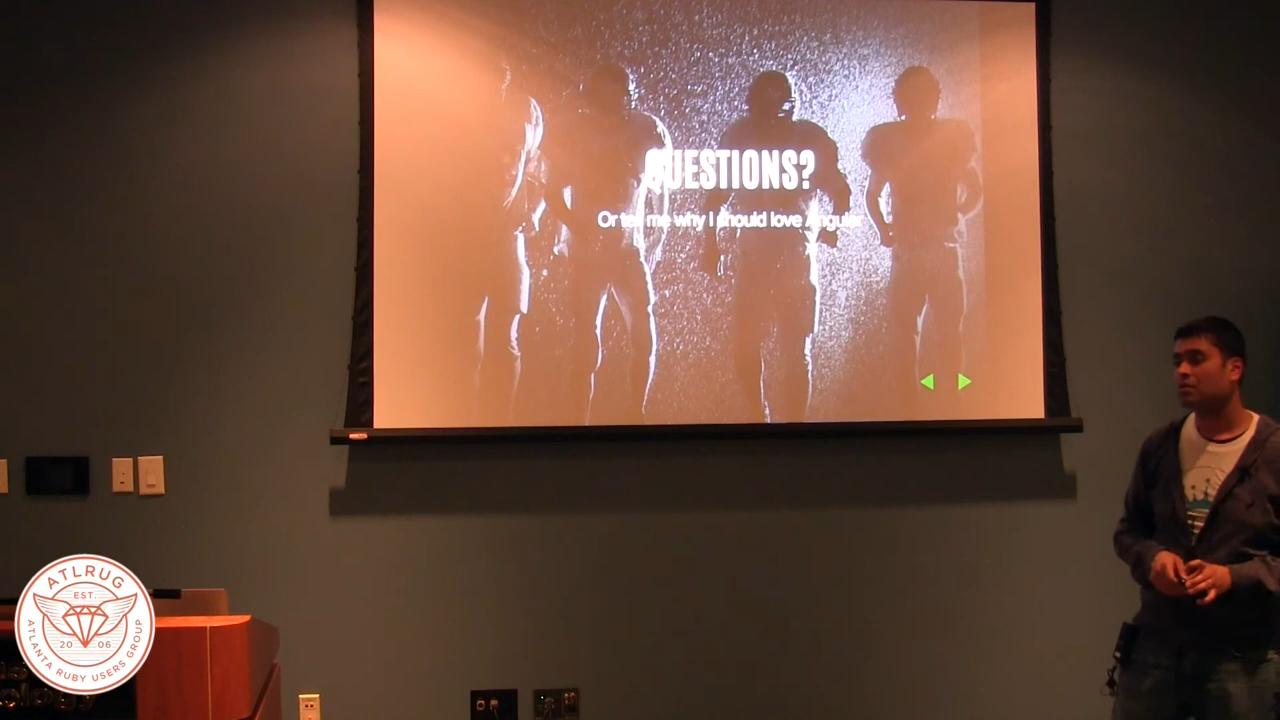 QUESTIONS?
Or tell me why I should love Angular
ATLRUG
EST.
20 06
ATLANTA RUBY USERS GROUP